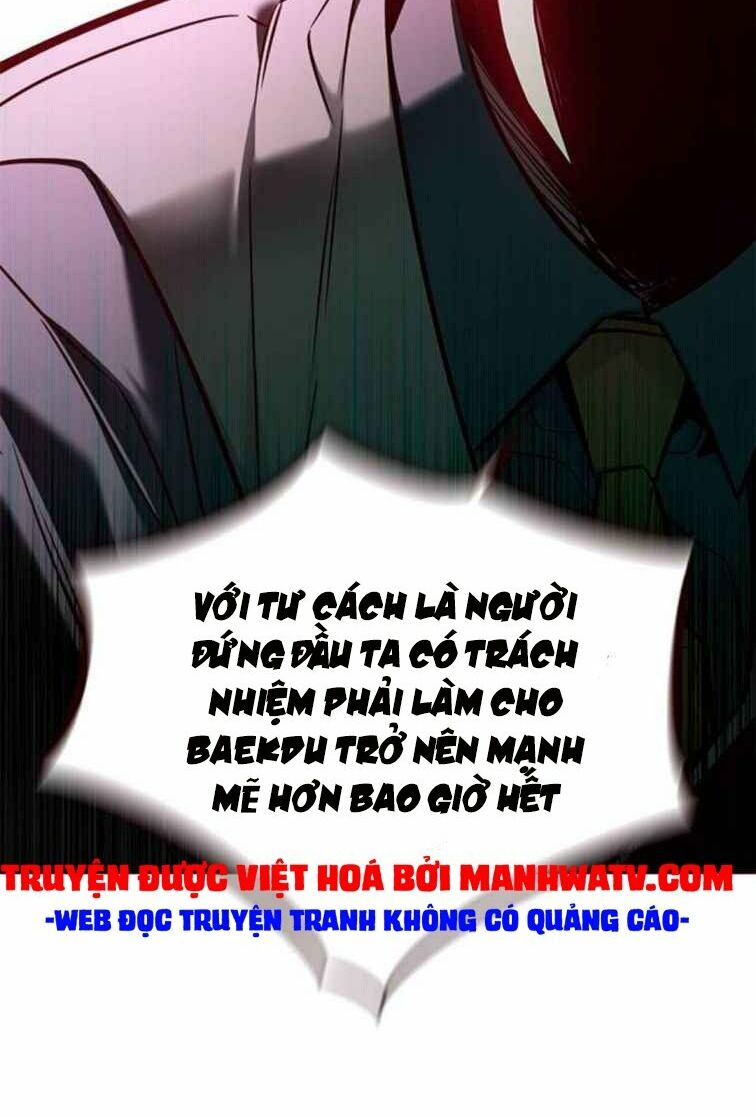 VỚI TƯ CÁCH LÀ NGƯỜI
ĐỨNG ĐẦU TA CÓ TRÁCH
NHIỆM PHẢI LÀM CHO
BAEKDU TRỞ NÊN MẠNH
MẼ HƠN BAO GIỜ HẾT
TRUYỆN ĐƯỢC VIỆT HOÁ BỞI MANHWATV.COM
-WEB ĐỌC TRUYỆN TRANH KHÔNG CÓ QUẢNG CÁO-